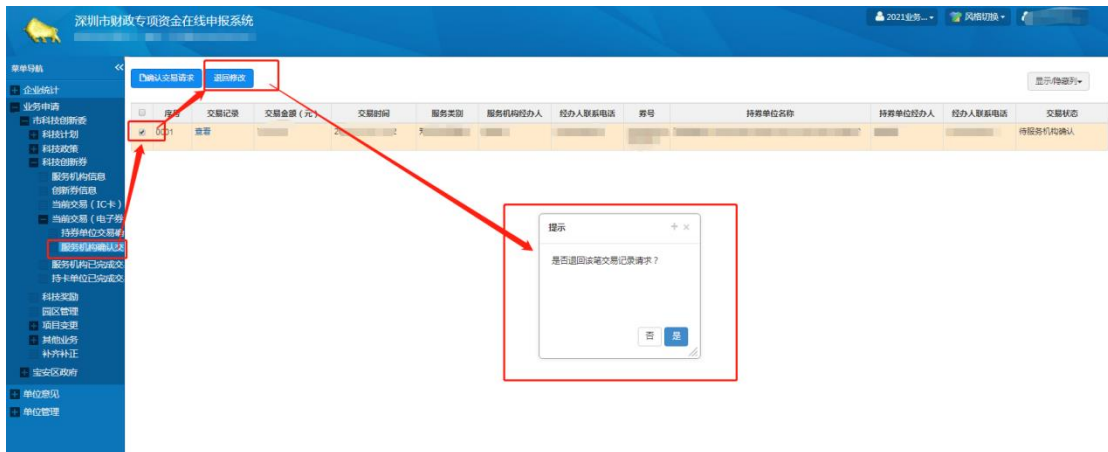 深圳市财政专项资金在线申报系统
2021业务...
风格切换
菜单导航 «
企业统计
业务申请
市科技创新委
科技计划
科技政策
科技创新券
服务机构信息
创新券信息
当前交易（IC卡）
当前交易（电子券
持券单位交易
服务机构确认交
服务机构已完成交
持卡单位已完成交
科技奖励
园区管理
项目变更
其他业务
补齐补正
宝安区政府
单位意见
单位管理
确认交易请求 退回修改
显示/隐藏列
序号 交易记录 交易金额（元） 交易时间 服务类别 服务机构经办人 经办人联系电话 券号 持券单位名称 持券单位经办人 经办人联系电话 交易状态
0001 查看 待服务机构确认
提示 + ×
是否退回该笔交易记录请求？
否 是